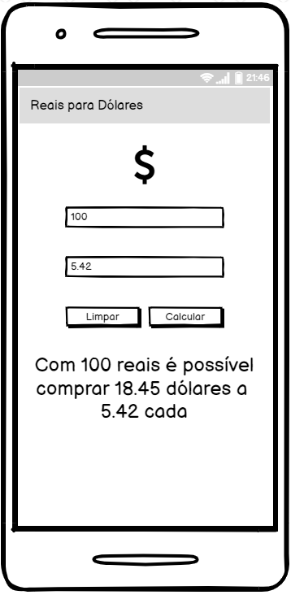 21:46
Reais para Dólares
$
100
5.42
Limpar Calcular
Com 100 reais é possível
comprar 18.45 dólares a
5.42 cada